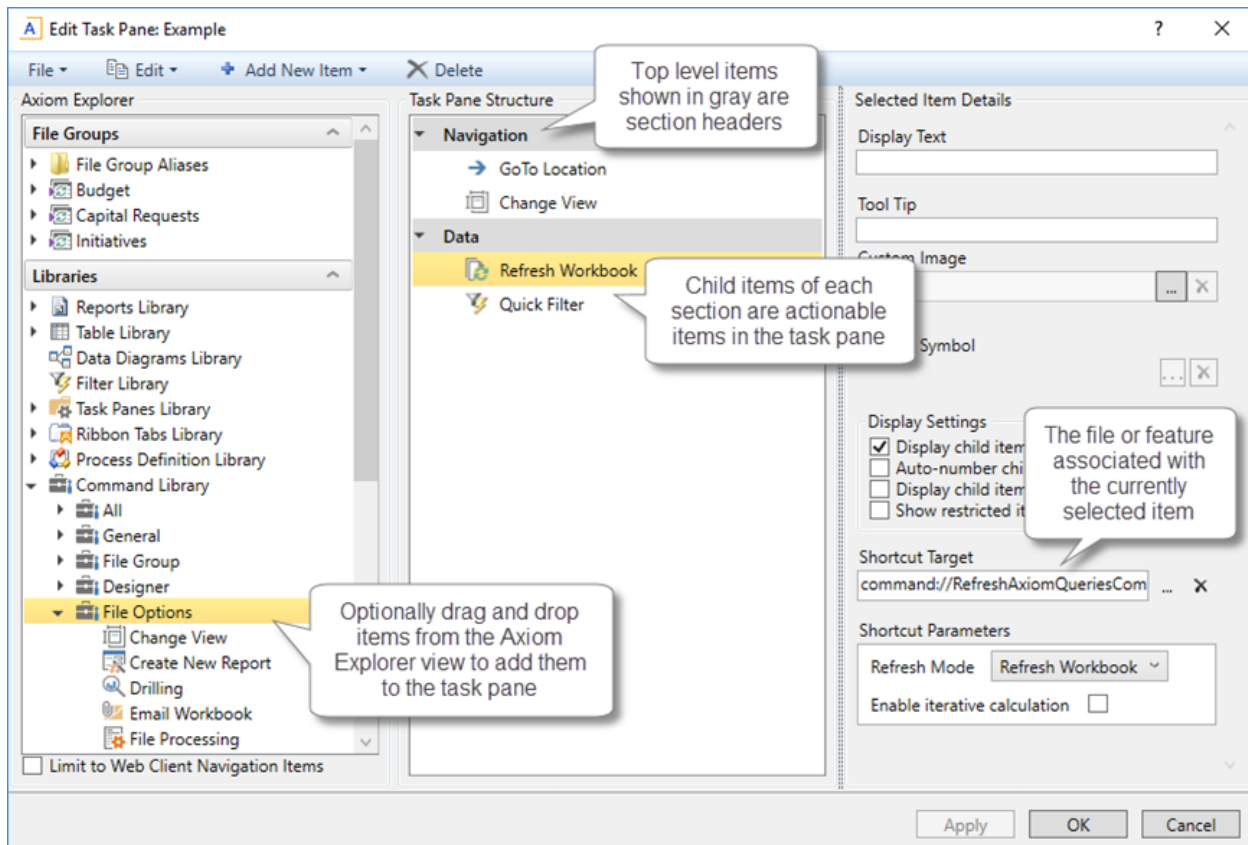 A Edit Task Pane: Example
? 
File Edit Add New Item Delete
Axiom Explorer
File Groups
File Group Aliases
Budget
Capital Requests
Initiatives
Libraries
Reports Library
Table Library
Data Diagrams Library
Filter Library
Task Panes Library
Ribbon Tabs Library
Process Definition Library
Command Library
All
General
File Group
Designer
File Options
Change View
Create New Report
Drilling
Email Workbook
File Processing
Limit to Web Client Navigation Items
Optionally drag and drop
items from the Axiom
Explorer view to add them
to the task pane
Task Pane Structure
Top level items
shown in gray are
section headers
Navigation
GoTo Location
Change View
Data
Refresh Workbook
Quick Filter
Child items of each
section are actionable
items in the task pane
Selected Item Details
Display Text
Tool Tip
Custom Image
...
Symbol
...
Display Settings
Display child item
Auto-number chi
Display child item
Show restricted it
The file or feature
associated with
the currently
selected item
Shortcut Target
command://RefreshAxiomQueriesCom ...
Shortcut Parameters
Refresh Mode Refresh Workbook
Enable iterative calculation
Apply OK Cancel